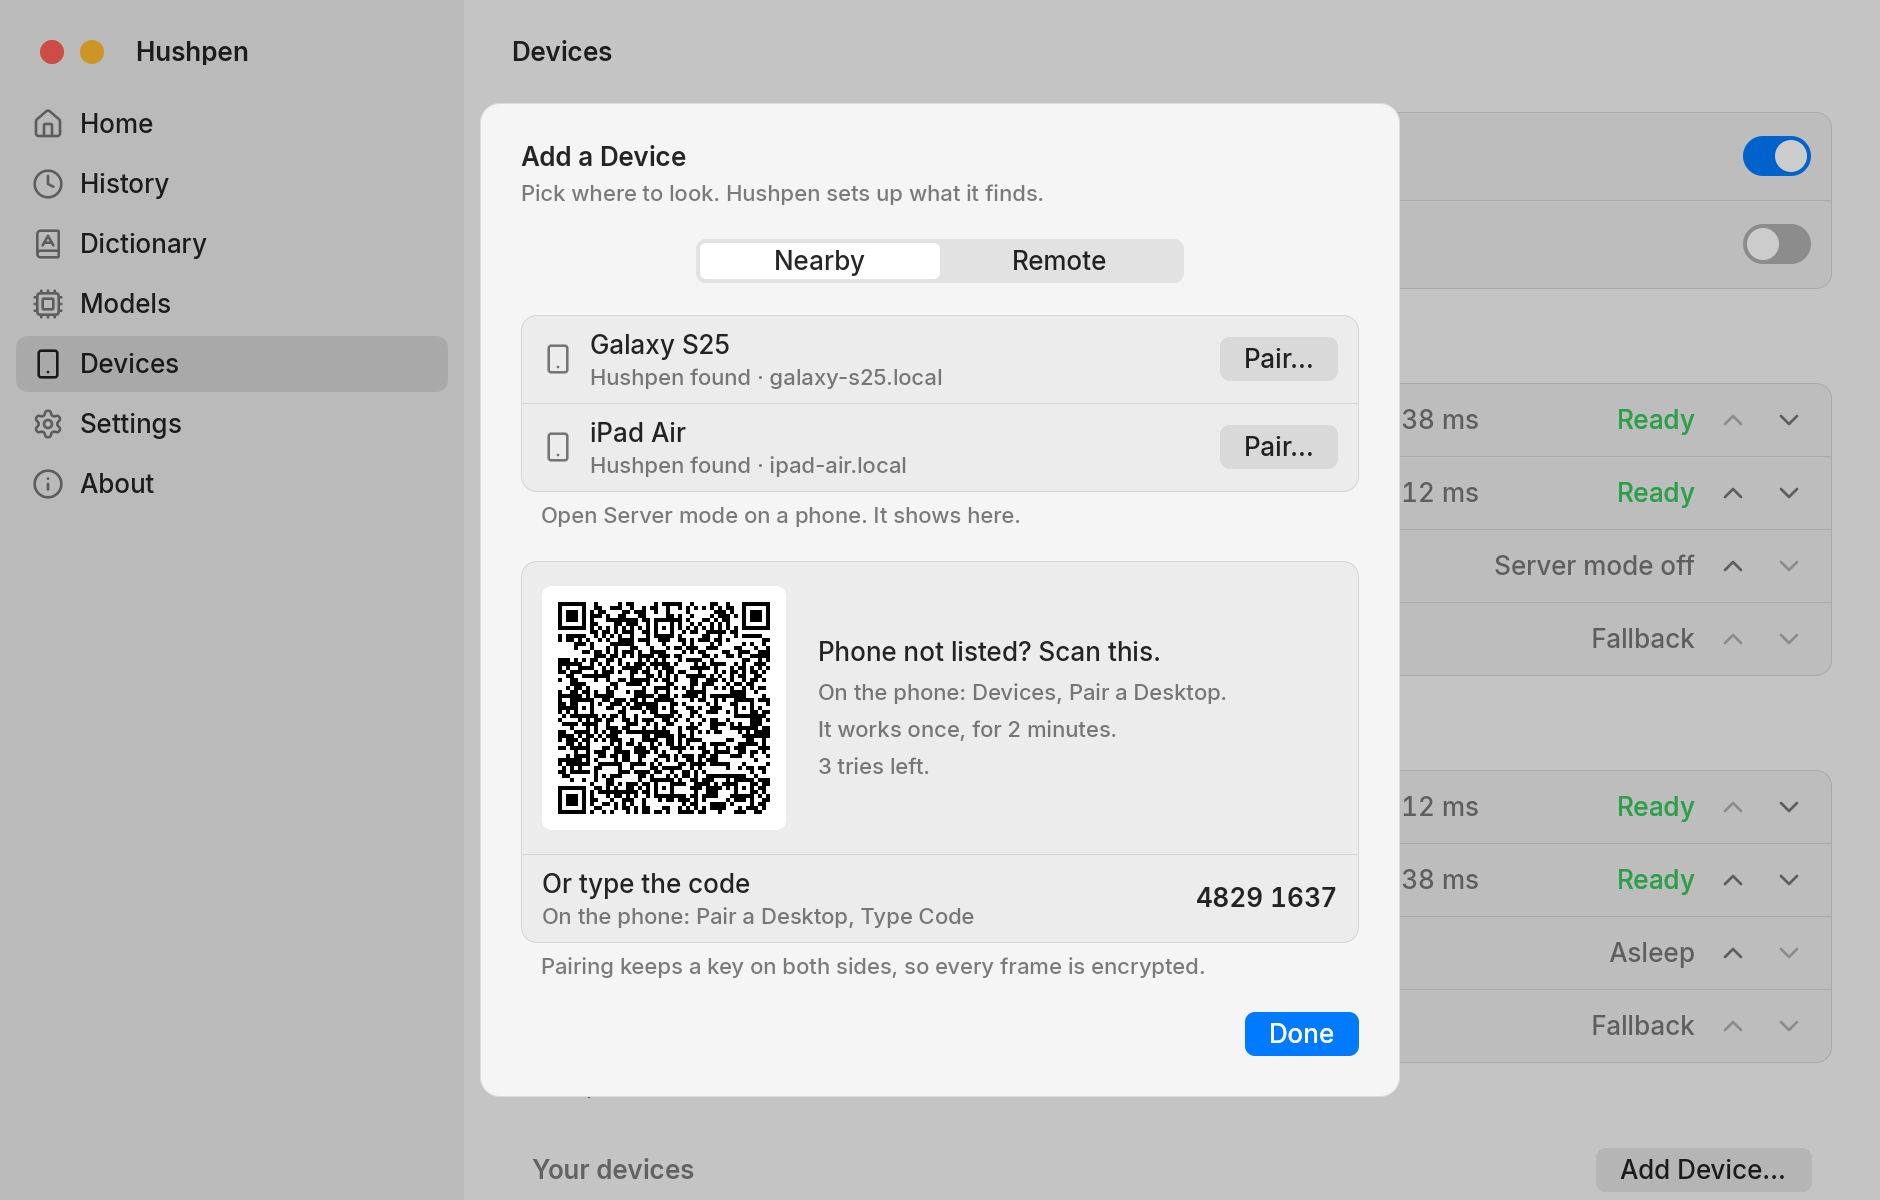 Hushpen
Home
History
Dictionary
Models
Devices
Settings
About
Devices
38 ms Ready
12 ms Ready
Server mode off
Fallback
12 ms Ready
38 ms Ready
Asleep
Fallback
Your devices
Add Device...
Add a Device
Pick where to look. Hushpen sets up what it finds.
Nearby Remote
Galaxy S25
Hushpen found · galaxy-s25.local
Pair...
iPad Air
Hushpen found · ipad-air.local
Pair...
Open Server mode on a phone. It shows here.
Phone not listed? Scan this.
On the phone: Devices, Pair a Desktop.
It works once, for 2 minutes.
3 tries left.
Or type the code
On the phone: Pair a Desktop, Type Code
4829 1637
Pairing keeps a key on both sides, so every frame is encrypted.
Done